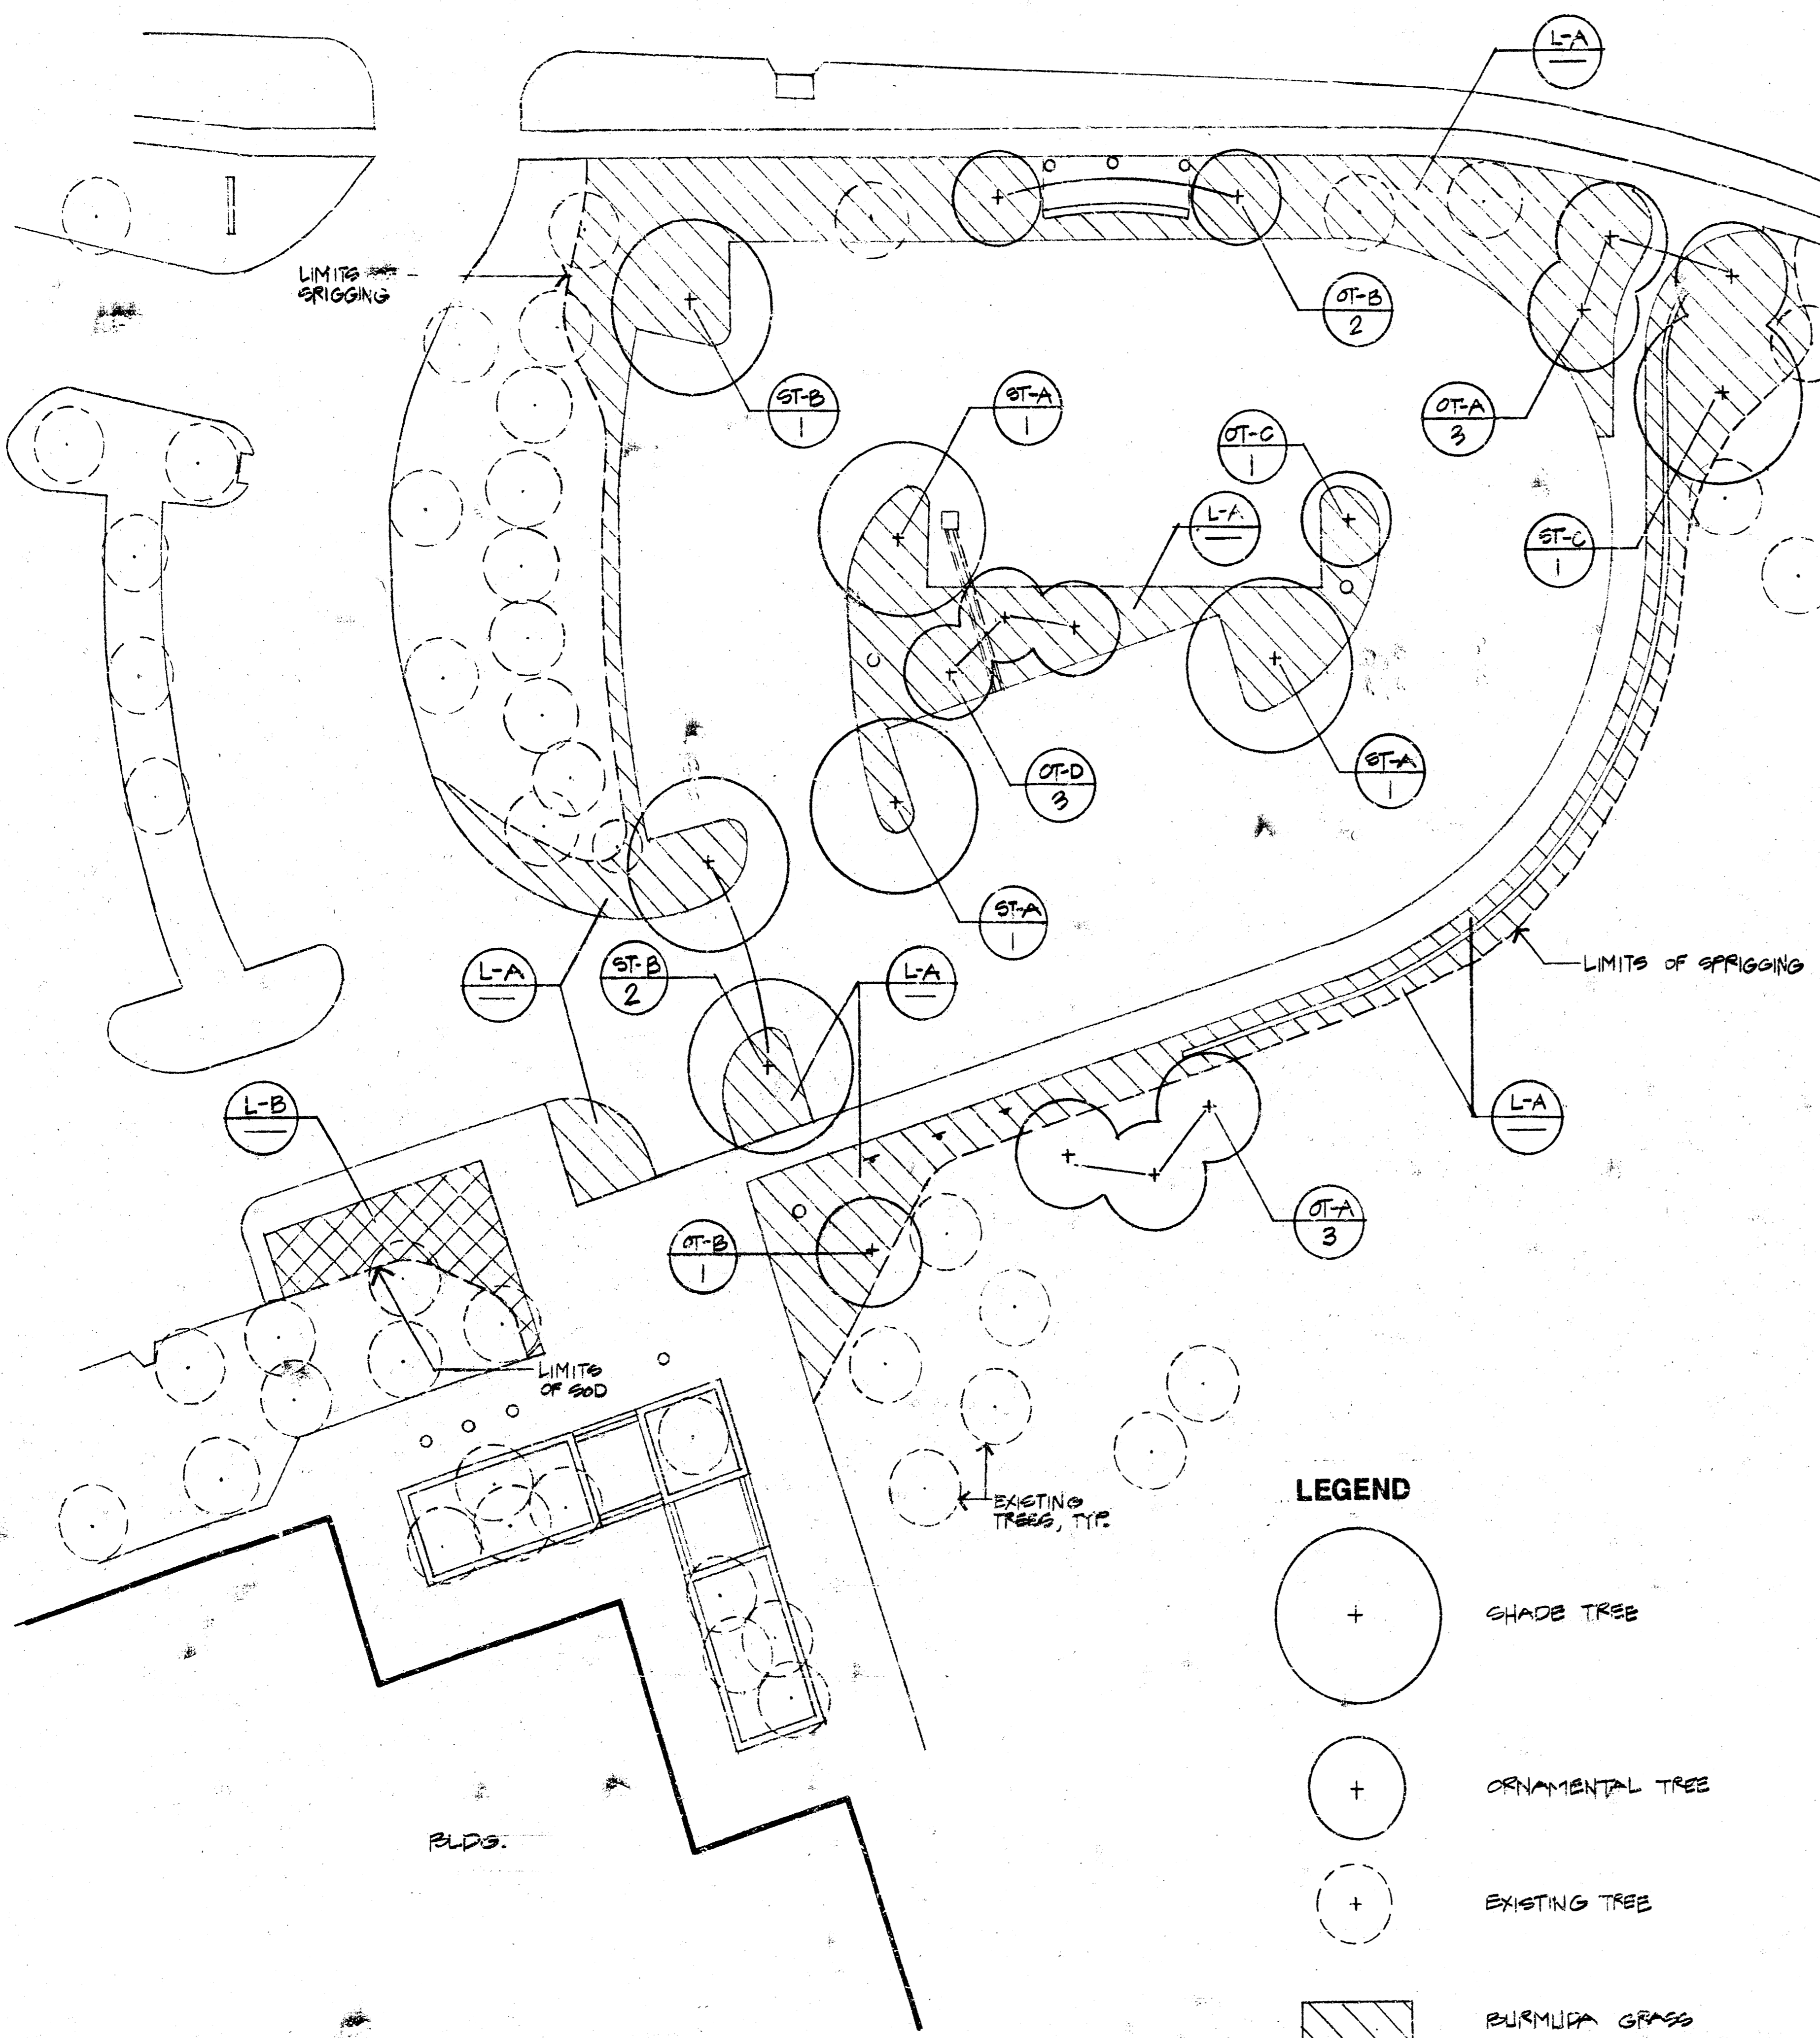 L-A
LIMITS
SRIGGING
OT-B
2
ST-B
1
ST-A
1
OT-A
3
OT-C
1
L-A
ST-C
1
OT-D
3
ST-A
1
ST-A
1
LIMITS OF SPRIGGING
L-A
ST-B
2
L-A
L-B
L-A
OT-A
3
OT-B
1
LIMITS
OF SOD
EXISTING
TREES, TYP.
LEGEND
SHADE TREE
ORNAMENTAL TREE
BLDG.
EXISTING TREE
BURMUDA GRASS